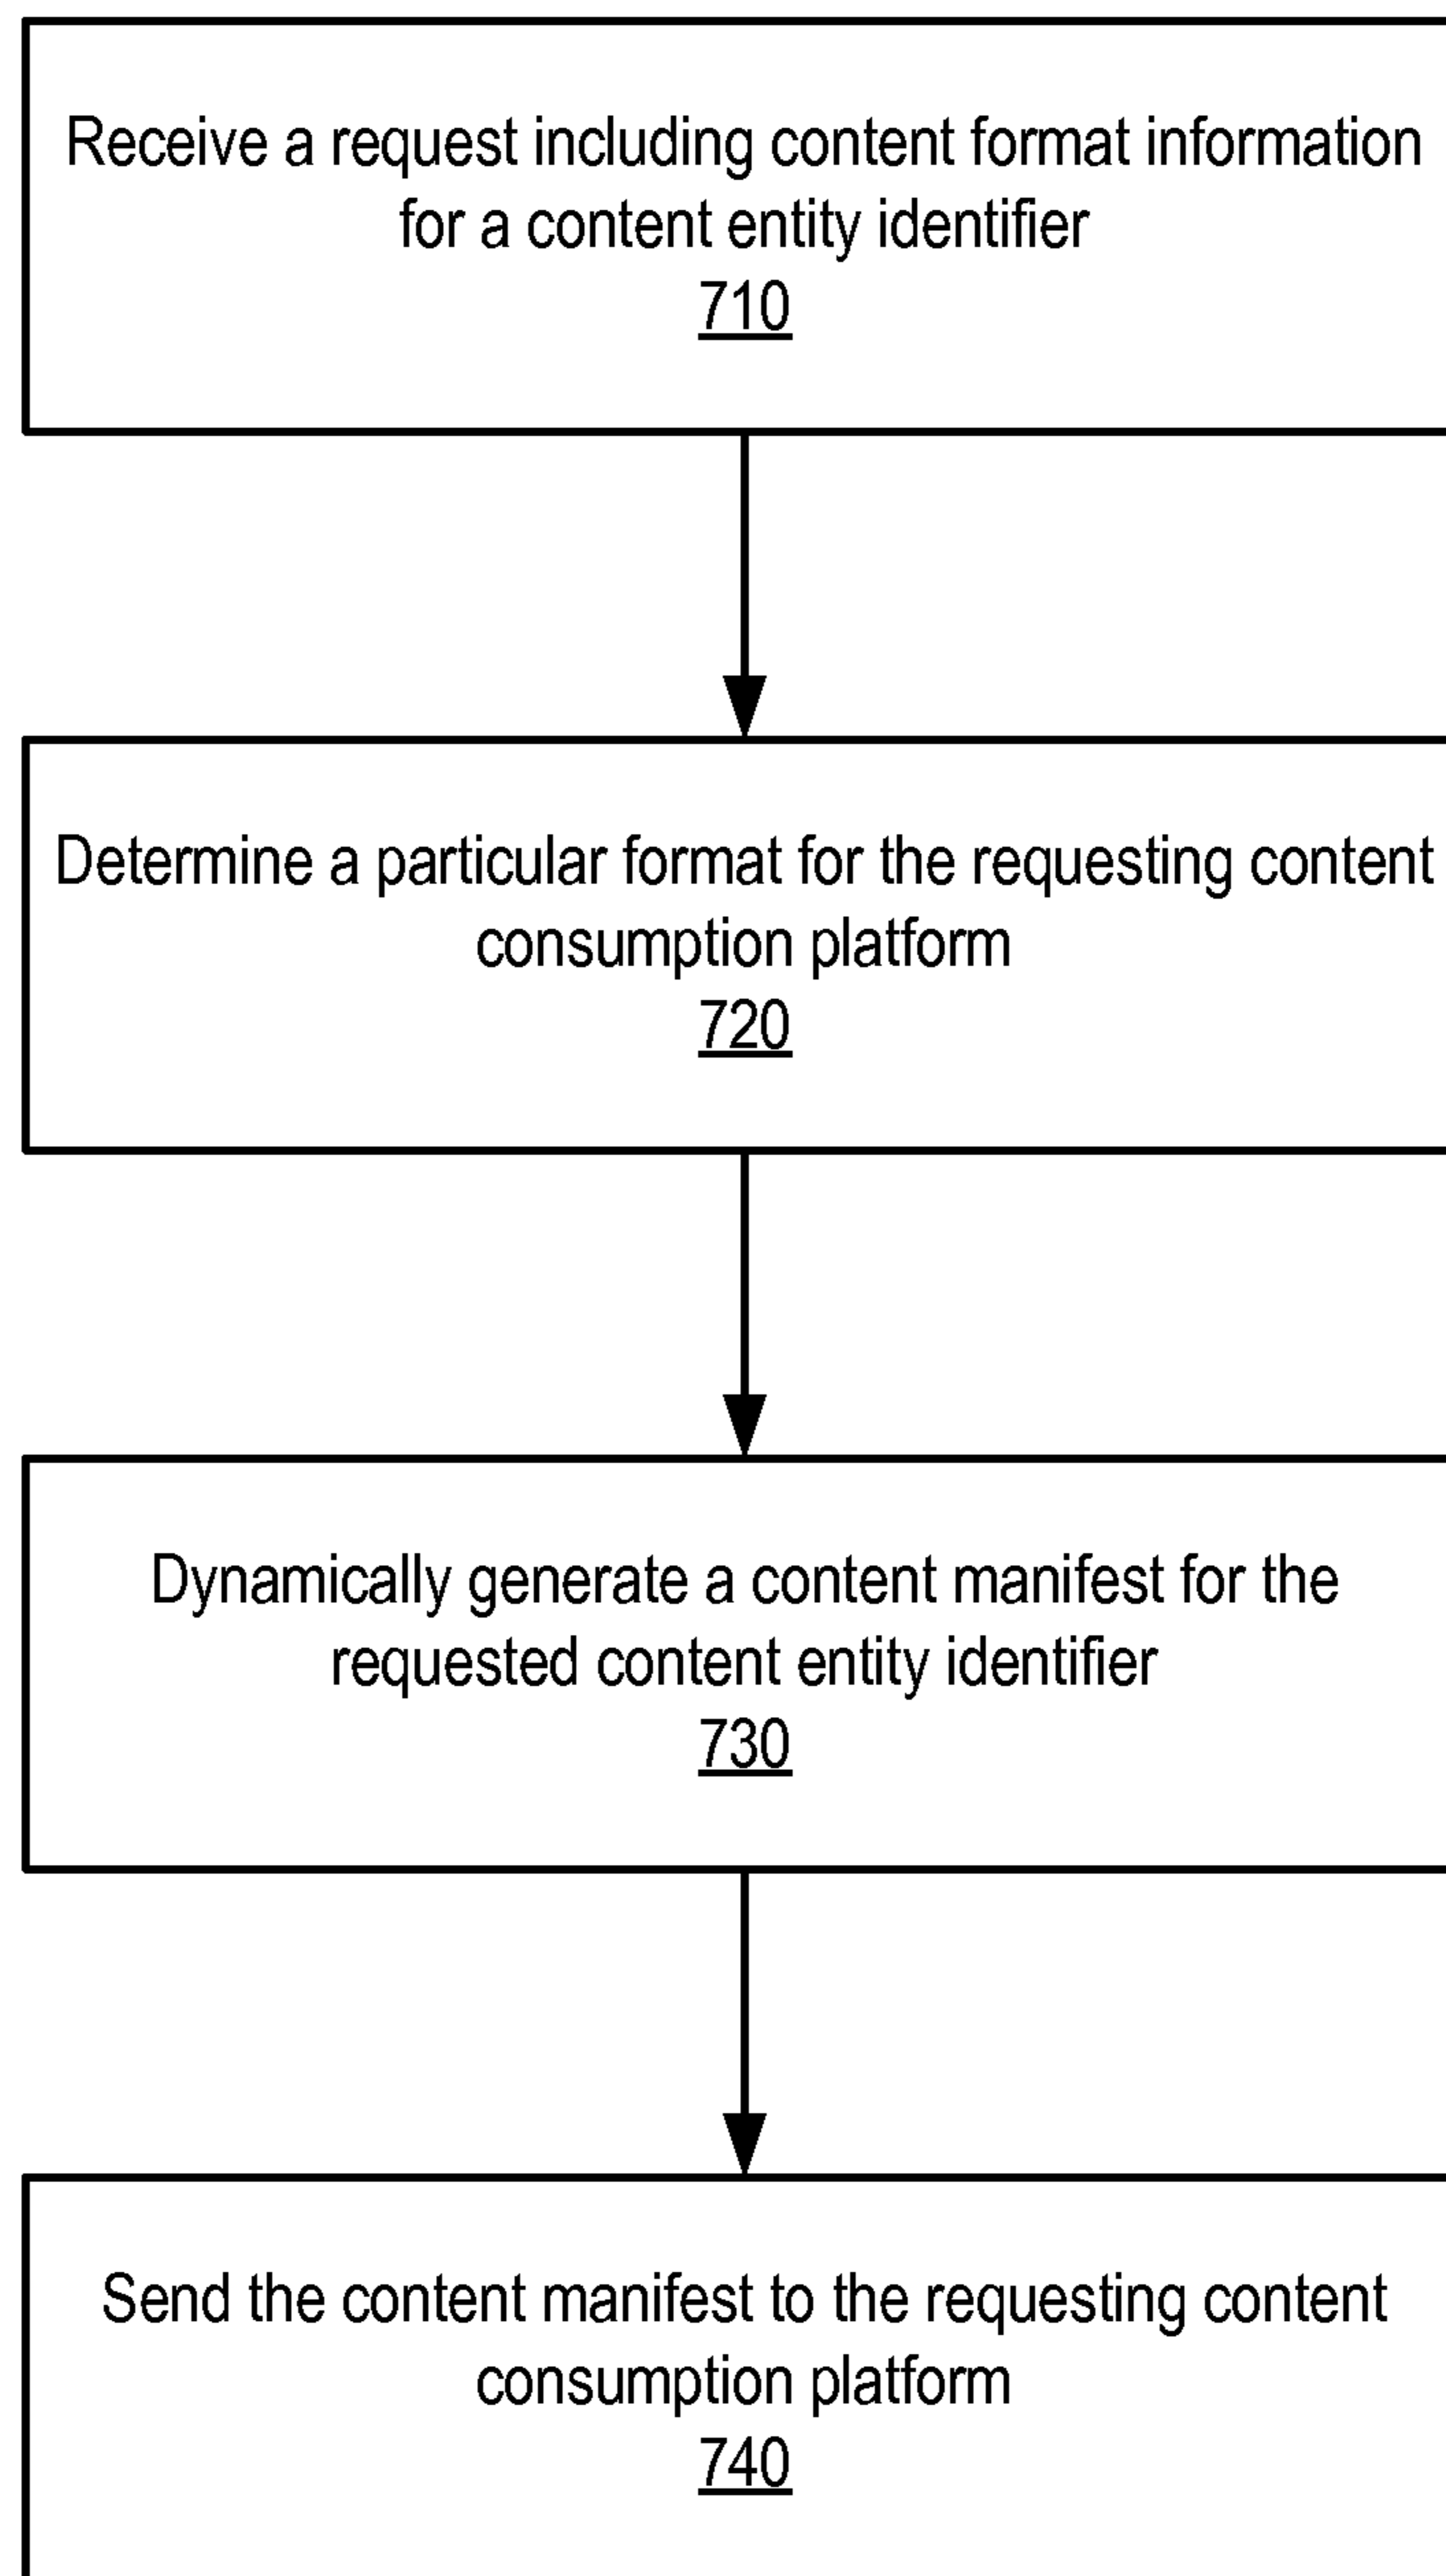 Receive a request including content format information
for a content entity identifier
710
Determine a particular format for the requesting content
consumption platform
720
Dynamically generate a content manifest for the
requested content entity identifier
730
Send the content manifest to the requesting content
consumption platform
740